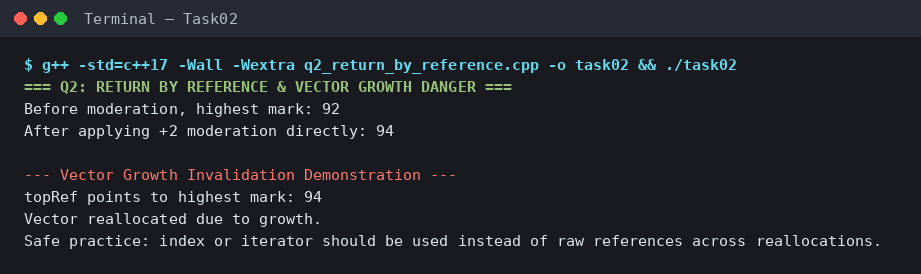 Terminal — Task02
$ g++ -std=c++17 -Wall -Wextra q2_return_by_reference.cpp -o task02 && ./task02
=== Q2: RETURN BY REFERENCE & VECTOR GROWTH DANGER ===
Before moderation, highest mark: 92
After applying +2 moderation directly: 94
--- Vector Growth Invalidation Demonstration ---
topRef points to highest mark: 94
Vector reallocated due to growth.
Safe practice: index or iterator should be used instead of raw references across reallocations.